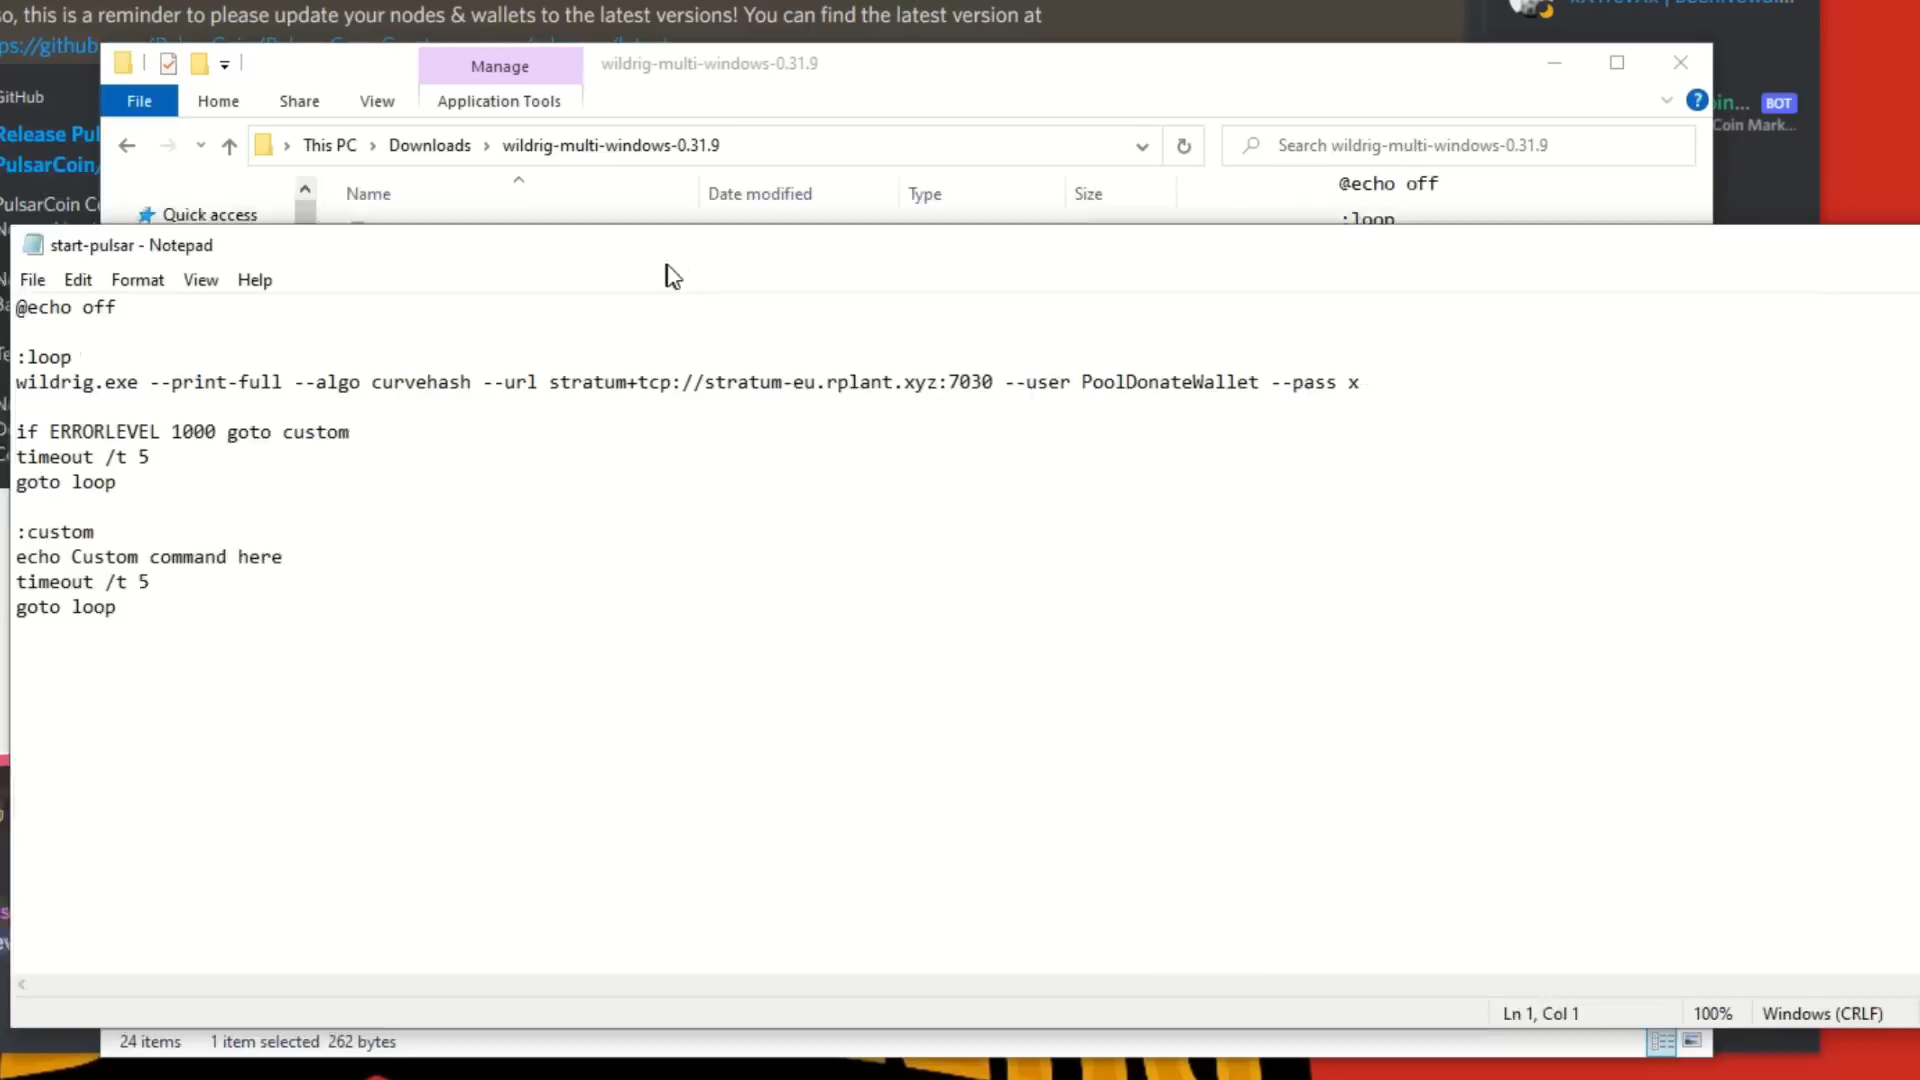 so, this is a reminder to please update your nodes & wallets to the latest versions! You can find the latest version at
ps://github
GitHub
Release Pul
PulsarCoin/
PulsarCoin C
Manage
wildrig-multi-windows-0.31.9
File
Home
Share
View
Application Tools
BOT
Coin Mark...
This PC
Downloads
wildrig-multi-windows-0.31.9
Search wildrig-multi-windows-0.31.9
Name
Date modified
Type
Size
Quick access
@echo off
:loop
start-pulsar - Notepad
File
Edit
Format
View
Help
@echo off
:loop
wildrig.exe --print-full --algo curvehash --url stratum+tcp://stratum-eu.rplant.xyz:7030 --user PoolDonateWallet --pass x
if ERRORLEVEL 1000 goto custom
timeout /t 5
goto loop
:custom
echo Custom command here
timeout /t 5
goto loop
Ln 1, Col 1
100%
Windows (CRLF)
24 items
1 item selected 262 bytes